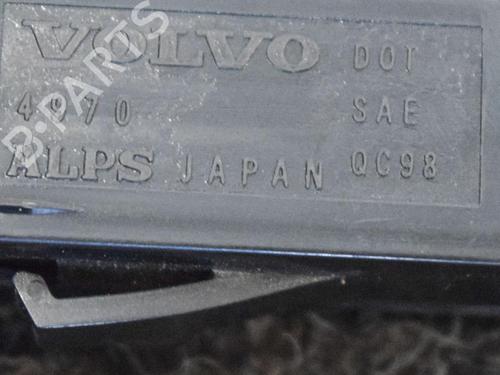 VOLVO DOT
4970 SAE
ALPS JAPAN QC98
B-PARTS